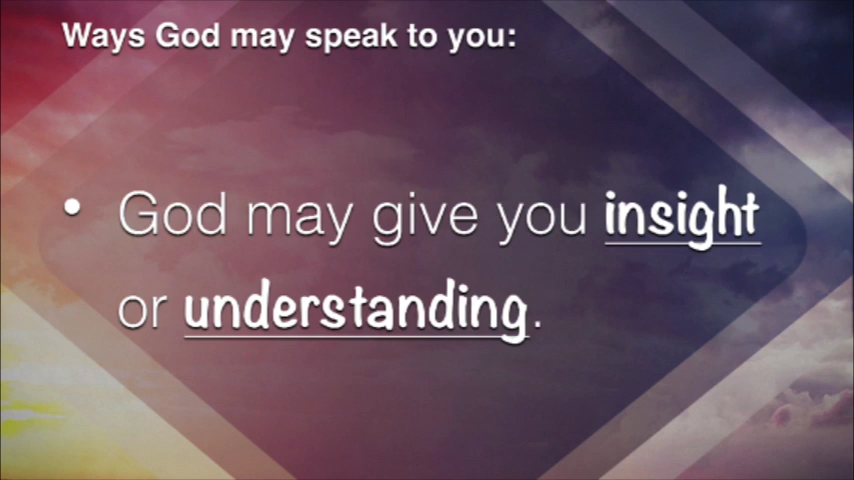 Ways God may speak to you:
• God may give you insight
or understanding.